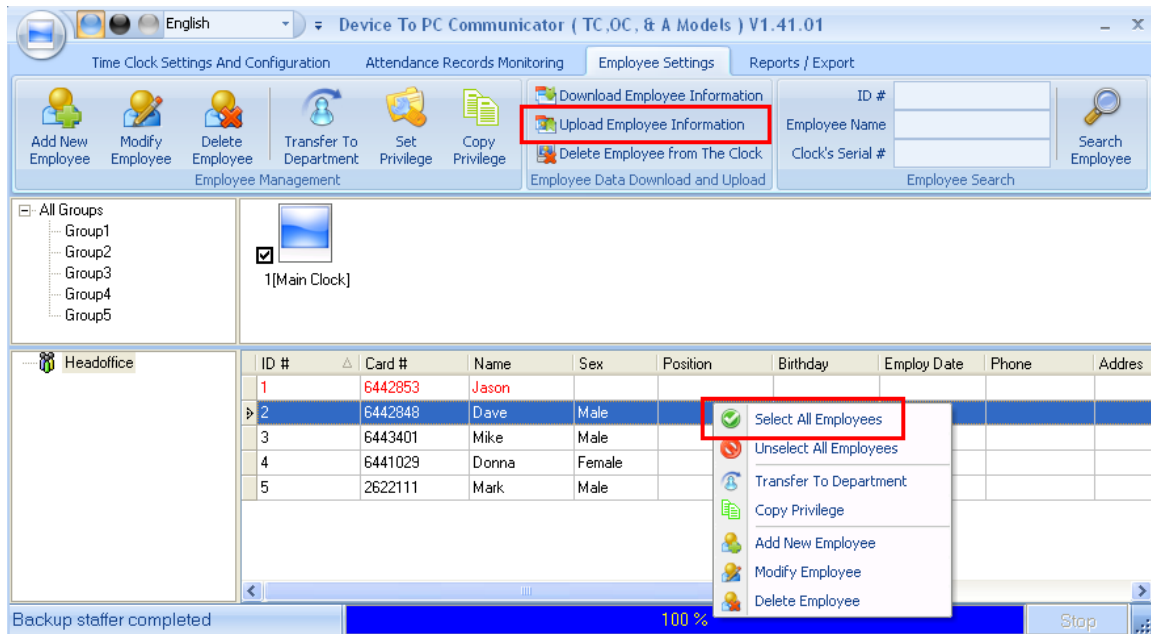 English
Device To PC Communicator ( TC,OC, & A Models ) V1.41.01
Time Clock Settings And Configuration Attendance Records Monitoring Employee Settings Reports / Export
Add New Employee
Modify Employee
Delete Employee
Transfer To Department
Set Privilege
Copy Privilege
Employee Management
Download Employee Information
Upload Employee Information
Delete Employee from The Clock
Employee Data Download and Upload
ID #
Employee Name
Clock's Serial #
Search Employee
Employee Search
All Groups
Group1
Group2
Group3
Group4
Group5
1[Main Clock]
Headoffice
ID # Card # Name Sex Position Birthday Employ Date Phone Addres
1 6442853 Jason
2 6442848 Dave Male
3 6443401 Mike Male
4 6441029 Donna Female
5 2622111 Mark Male
Select All Employees
Unselect All Employees
Transfer To Department
Copy Privilege
Add New Employee
Modify Employee
Delete Employee
Backup staffer completed 100 % Stop